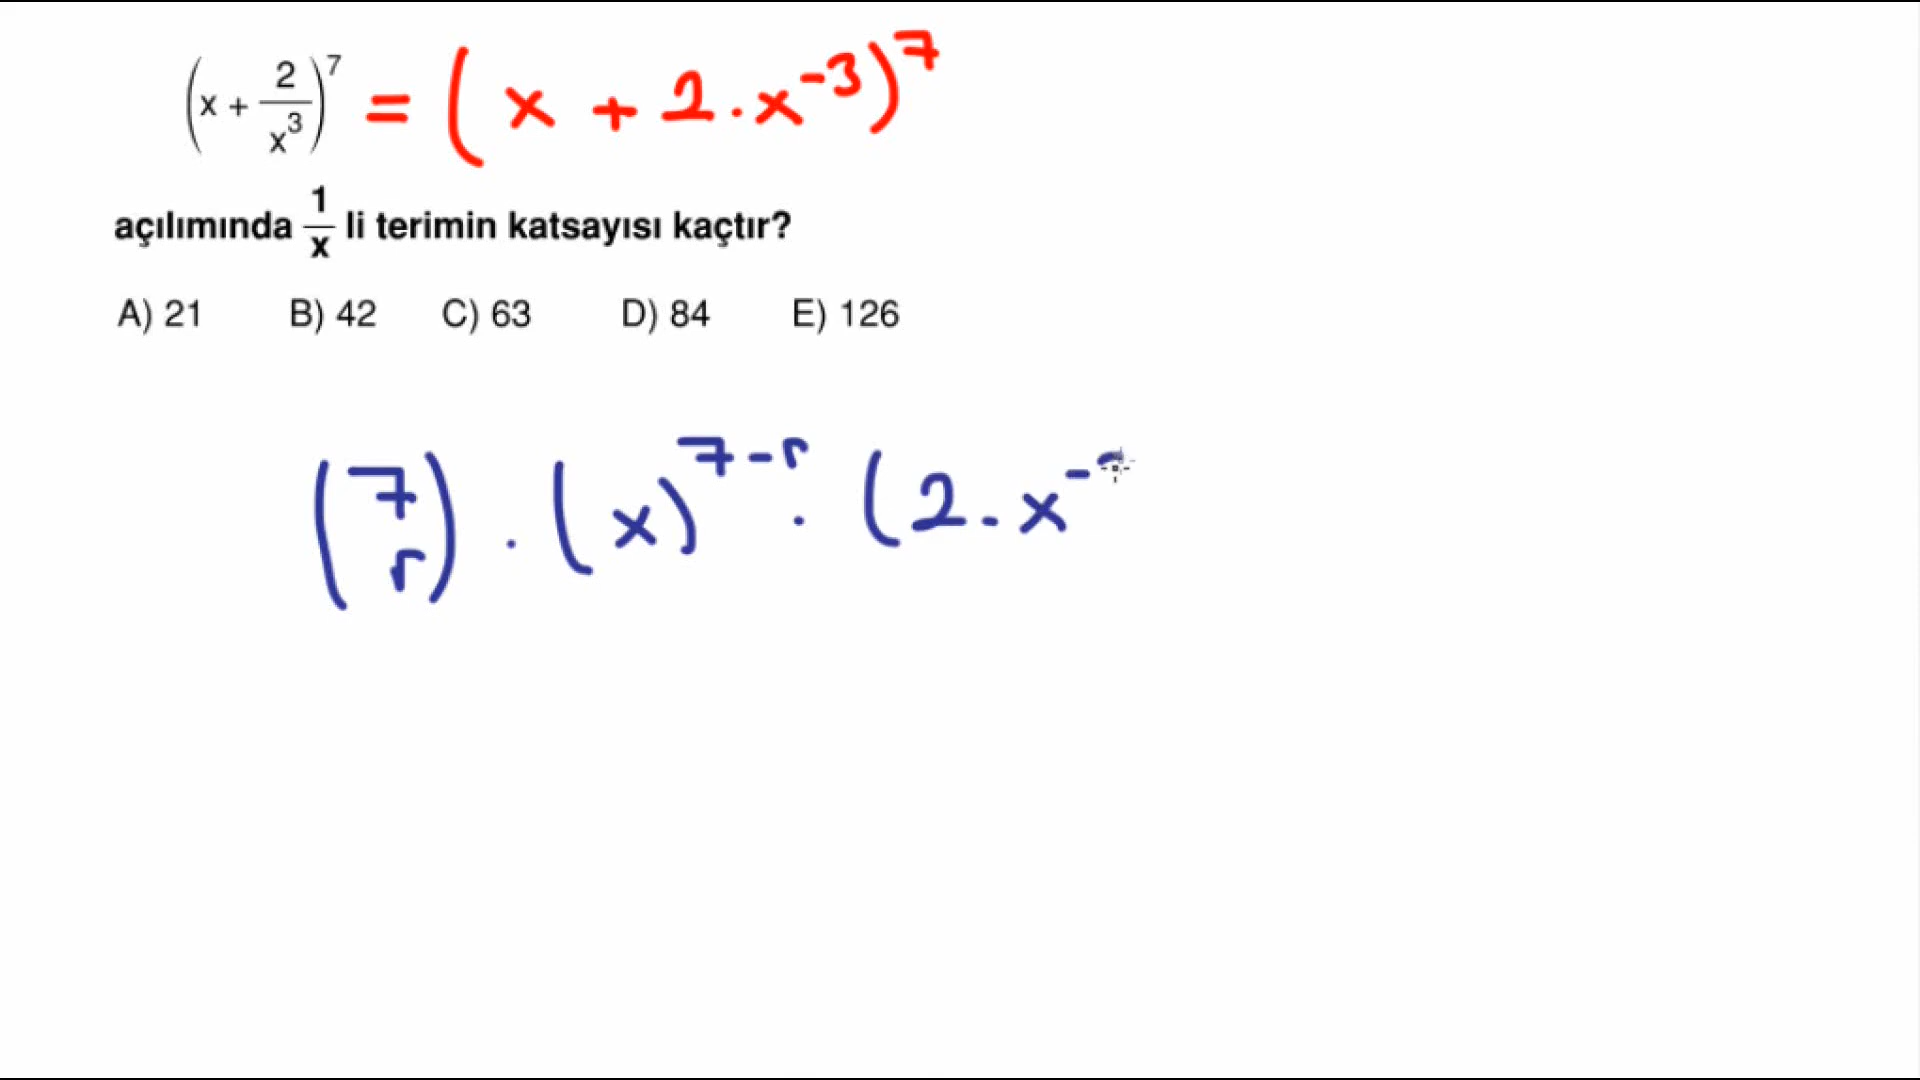 (x + 2/x³)⁷ = (x + 2.x⁻³)⁷
açılımında 1/x li terimin katsayısı kaçtır?
A) 21 B) 42 C) 63 D) 84 E) 126
(7 r) . (x)⁷⁻ʳ . (2.x⁻